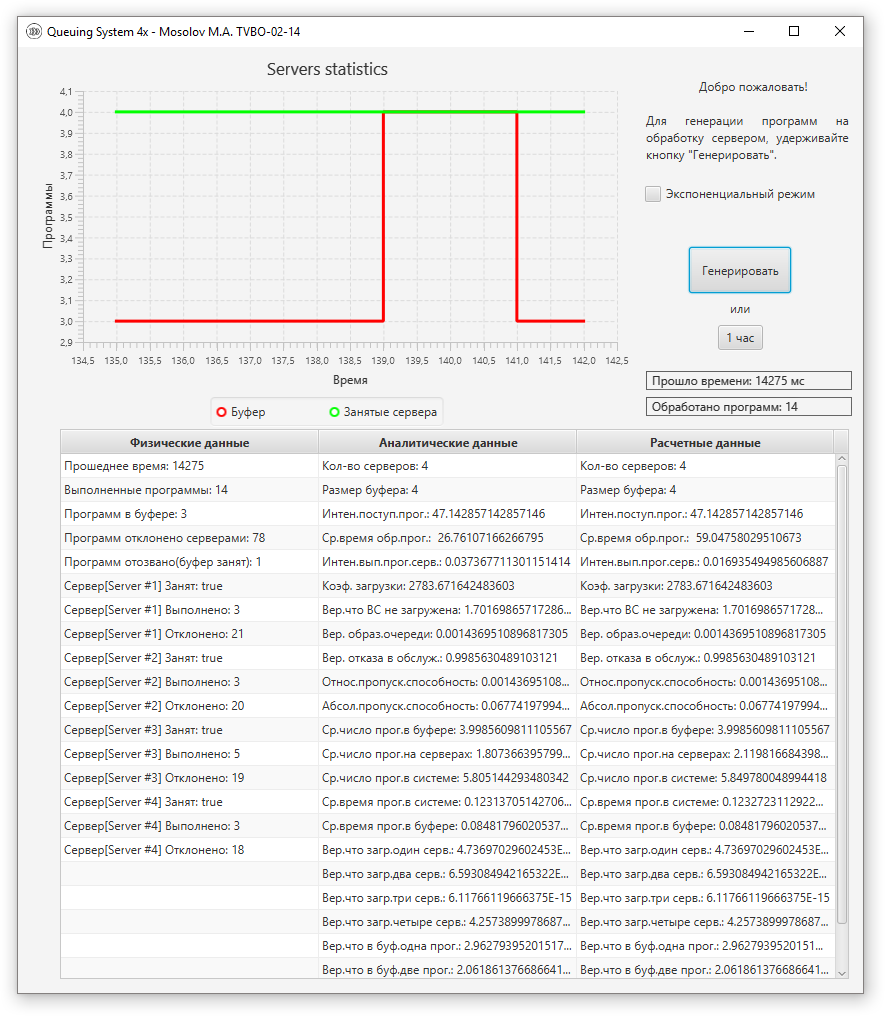 Queuing System 4x - Mosolov M.A. TVBO-02-14
Servers statistics
4,1
4,0
3,9
3,8
3,7
3,6
3,5
3,4
3,3
3,2
3,1
3,0
2,9
Программы
134,5 135,0 135,5 136,0 136,5 137,0 137,5 138,0 138,5 139,0 139,5 140,0 140,5 141,0 141,5 142,0 142,5
Время
Буфер Занятые сервера
Добро пожаловать!
Для генерации программ на
обработку сервером, удерживайте
кнопку "Генерировать".
Экспоненциальный режим
Генерировать
или
1 час
Прошло времени: 14275 мс
Обработано программ: 14
Физические данные Аналитические данные Расчетные данные
Прошеднее время: 14275 Кол-во серверов: 4 Кол-во серверов: 4
Выполненные программы: 14 Размер буфера: 4 Размер буфера: 4
Программ в буфере: 3 Интен.поступ.прог.: 47.142857142857146 Интен.поступ.прог.: 47.142857142857146
Программ отклонено серверами: 78 Ср.время обр.прог.: 26.76107166266795 Ср.время обр.прог.: 59.04758029510673
Программ отозвано(буфер занят): 1 Интен.вып.прог.серв.: 0.037367711301151414 Интен.вып.прог.серв.: 0.016935494985606887
Сервер[Server #1] Занят: true Коэф. загрузки: 2783.671642483603 Коэф. загрузки: 2783.671642483603
Сервер[Server #1] Выполнено: 3 Вер.что ВС не загружена: 1.70169865717286... Вер.что ВС не загружена: 1.7016986571728...
Сервер[Server #1] Отклонено: 21 Вер. образ.очереди: 0.0014369510896817305 Вер. образ.очереди: 0.0014369510896817305
Сервер[Server #2] Занят: true Вер. отказа в обслуж.: 0.9985630489103121 Вер. отказа в обслуж.: 0.9985630489103121
Сервер[Server #2] Выполнено: 3 Относ.пропуск.способность: 0.00143695108... Относ.пропуск.способность: 0.00143695108...
Сервер[Server #2] Отклонено: 20 Абсол.пропуск.способность: 0.06774197994... Абсол.пропуск.способность: 0.06774197994...
Сервер[Server #3] Занят: true Ср.число прог.в буфере: 3.9985609811105567 Ср.число прог.в буфере: 3.9985609811105567
Сервер[Server #3] Выполнено: 5 Ср.число прог.на серверах: 1.807366395799... Ср.число прог.на серверах: 2.119816684398...
Сервер[Server #3] Отклонено: 19 Ср.число прог.в системе: 5.805144293480342 Ср.число прог.в системе: 5.849780048994418
Сервер[Server #4] Занят: true Ср.время прог.в системе: 0.12313705142706... Ср.время прог.в системе: 0.1232723112922...
Сервер[Server #4] Выполнено: 3 Ср.время прог.в буфере: 0.08481796020537... Ср.время прог.в буфере: 0.08481796020537...
Сервер[Server #4] Отклонено: 18 Вер.что загр.один серв.: 4.73697029602453E... Вер.что загр.один серв.: 4.73697029602453E...
Вер.что загр.два серв.: 6.593084942165322E... Вер.что загр.два серв.: 6.593084942165322E...
Вер.что загр.три серв.: 6.11766119666375E-15 Вер.что загр.три серв.: 6.11766119666375E-15
Вер.что загр.четыре серв.: 4.2573899978687... Вер.что загр.четыре серв.: 4.2573899978687...
Вер.что в буф.одна прог.: 2.96279395201517... Вер.что в буф.одна прог.: 2.9627939520151...
Вер.что в буф.две прог.: 2.061861376686641... Вер.что в буф.две прог.: 2.061861376686641...